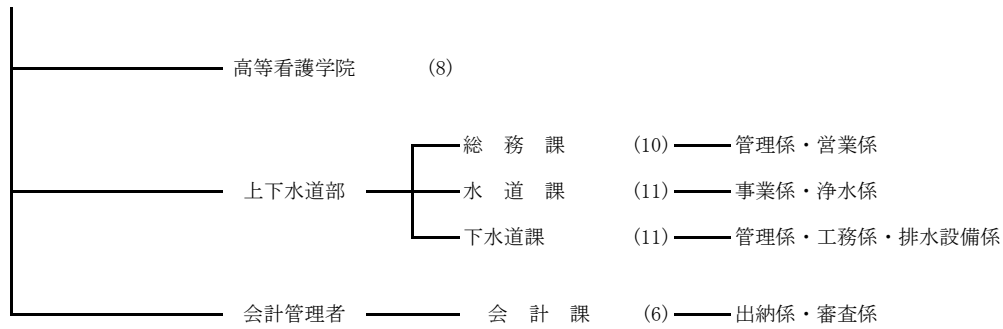 高等看護学院 (8)
総務課 (10) 管理係・営業係
上下水道部 水道課 (11) 事業係・浄水係
下水道課 (11) 管理係・工務係・排水設備係
会計管理者 会計課 (6) 出納係・審査係